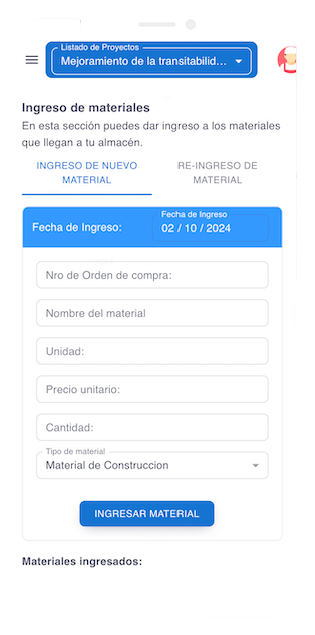 Listado de Proyectos
Mejoramiento de la transitabilid...
Ingreso de materiales
En esta sección puedes dar ingreso a los materiales
que llegan a tu almacén.
INGRESO DE NUEVO
MATERIAL
RE-INGRESO DE
MATERIAL
Fecha de Ingreso:
Fecha de Ingreso
02 / 10 / 2024
Nro de Orden de compra:
Nombre del material
Unidad:
Precio unitario:
Cantidad:
Tipo de material
Material de Construccion
INGRESAR MATERIAL
Materiales ingresados: